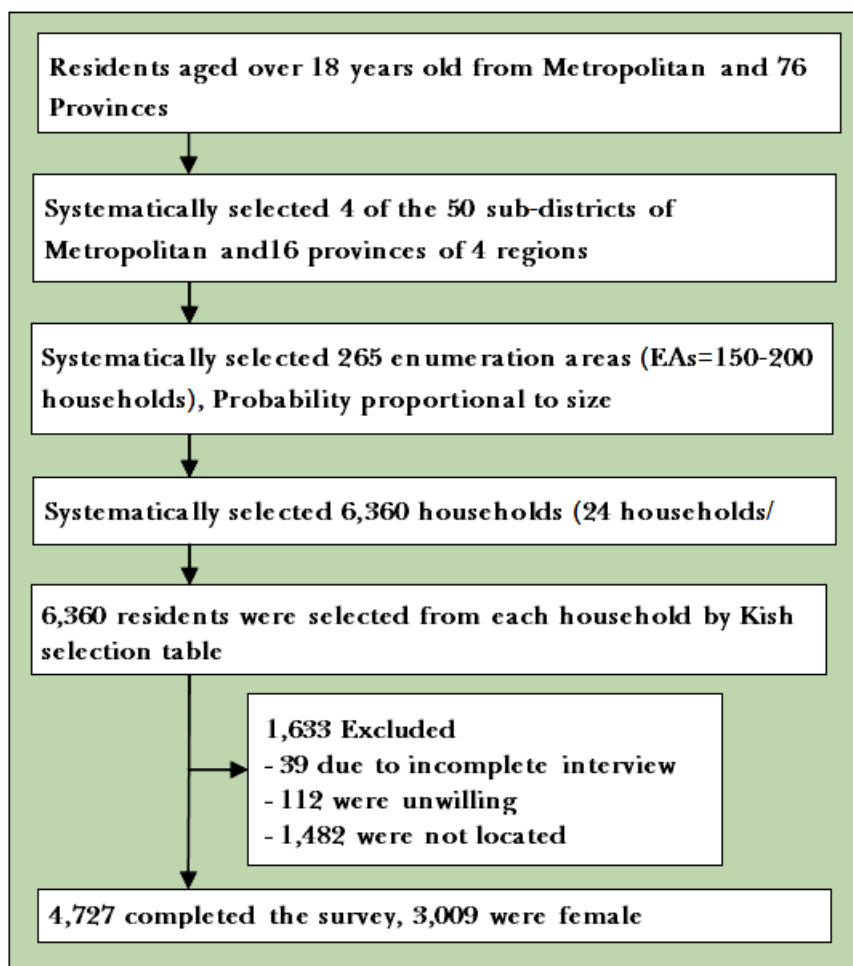 Residents aged over 18 years old from Metropolitan and 76
Provinces
Systematically selected 4 of the 50 sub-districts of
Metropolitan and16 provinces of 4 regions
Systematically selected 265 enumeration areas (EAs=150-200
households), Probability proportional to size
Systematically selected 6,360 households (24 households/
6,360 residents were selected from each household by Kish
selection table
1,633 Excluded
- 39 due to incomplete interview
- 112 were unwilling
- 1,482 were not located
4,727 completed the survey, 3,009 were female